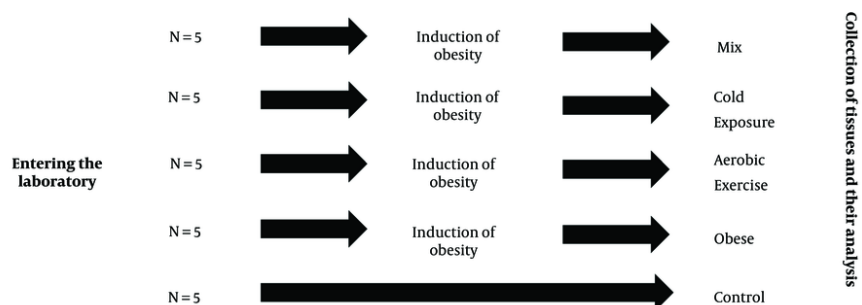 Entering the
laboratory
N = 5
Induction of
obesity
Mix
N = 5
Induction of
obesity
Cold
Exposure
N = 5
Induction of
obesity
Aerobic
Exercise
N = 5
Induction of
obesity
Obese
N = 5
Control
Collection of tissues and their analysis